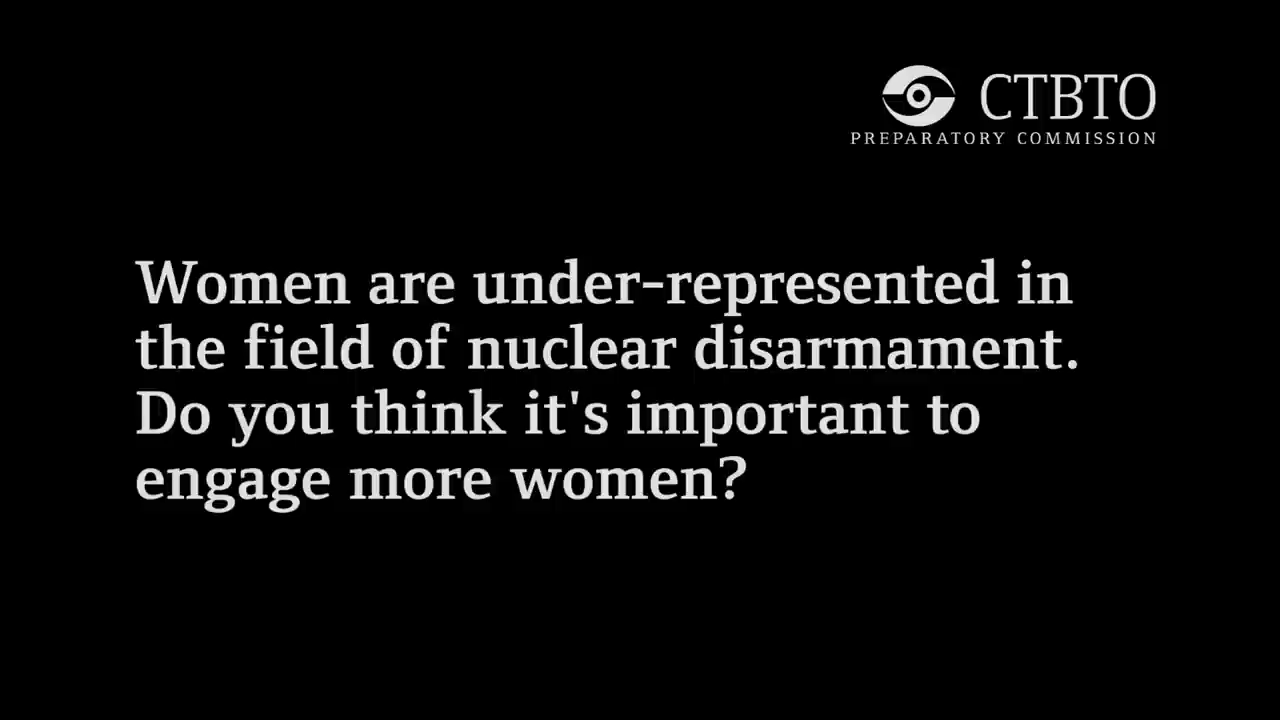 CTBTO
PREPARATORY COMMISSION
Women are under-represented in
the field of nuclear disarmament.
Do you think it's important to
engage more women?